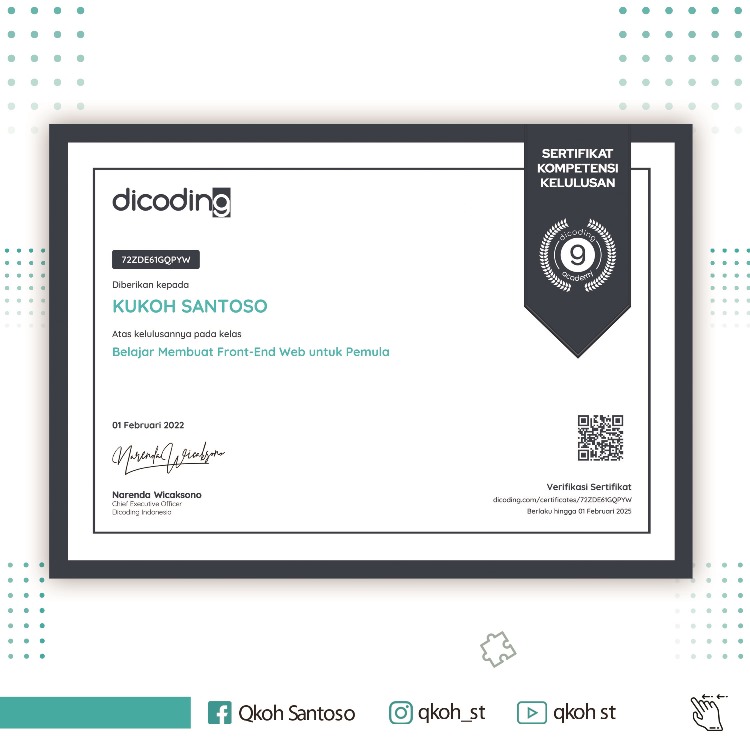 SERTIFIKAT
KOMPETENSI
KELULUSAN
dicoding
dicoding
academy
72ZDE61GQPYW
Diberikan kepada
KUKOH SANTOSO
Atas kelulusannya pada kelas
Belajar Membuat Front-End Web untuk Pemula
01 Februari 2022
Narenda Wicaksono
Narenda Wicaksono
Chief Executive Officer
Dicoding Indonesia
Verifikasi Sertifikat
dicoding.com/certificates/72ZDE61GQPYW
Berlaku hingga 01 Februari 2025
Qkoh Santoso
qkoh_st
qkoh st